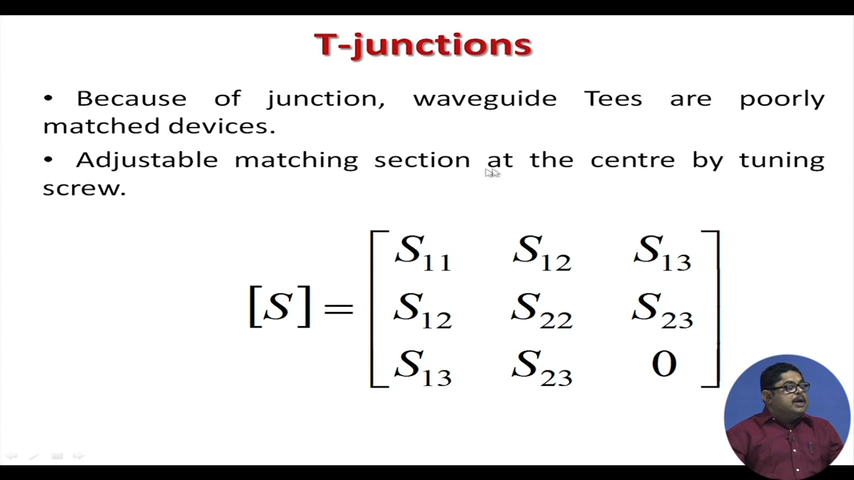 T-junctions
• Because of junction, waveguide Tees are poorly
matched devices.
• Adjustable matching section at the centre by tuning
screw.
[S] = [ S₁₁ S₁₂ S₁₃
S₁₂ S₂₂ S₂₃
S₁₃ S₂₃ 0 ]